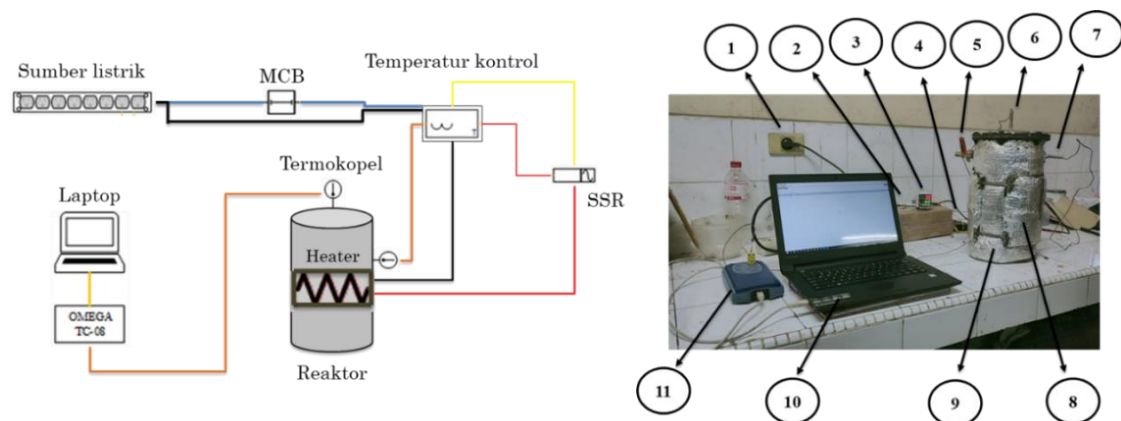 Sumber listrik
MCB
Temperatur kontrol
Termokopel
SSR
Laptop
Heater
OMEGA
TC-08
Reaktor
1
2
3
4
5
6
7
8
9
10
11